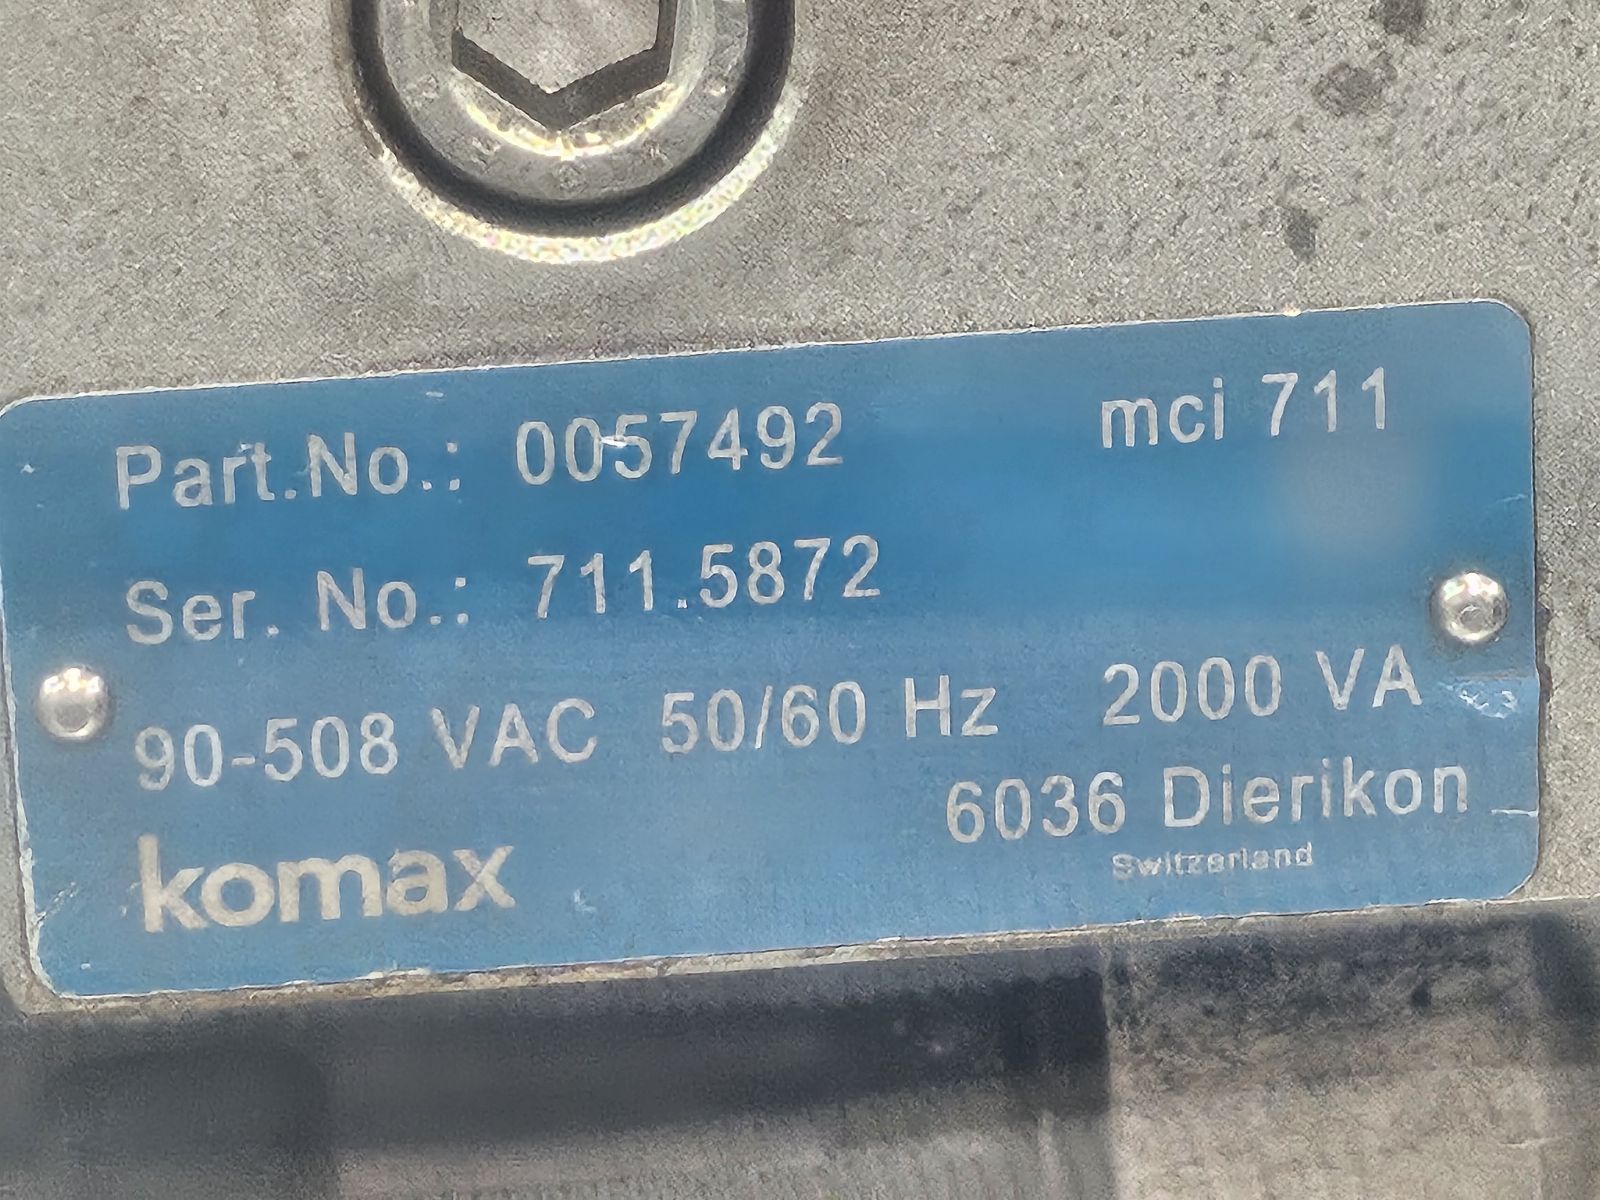 Part.No.: 0057492 mci 711
Ser. No.: 711.5872
90-508 VAC 50/60 Hz 2000 VA
6036 Dierikon
Switzerland
komax